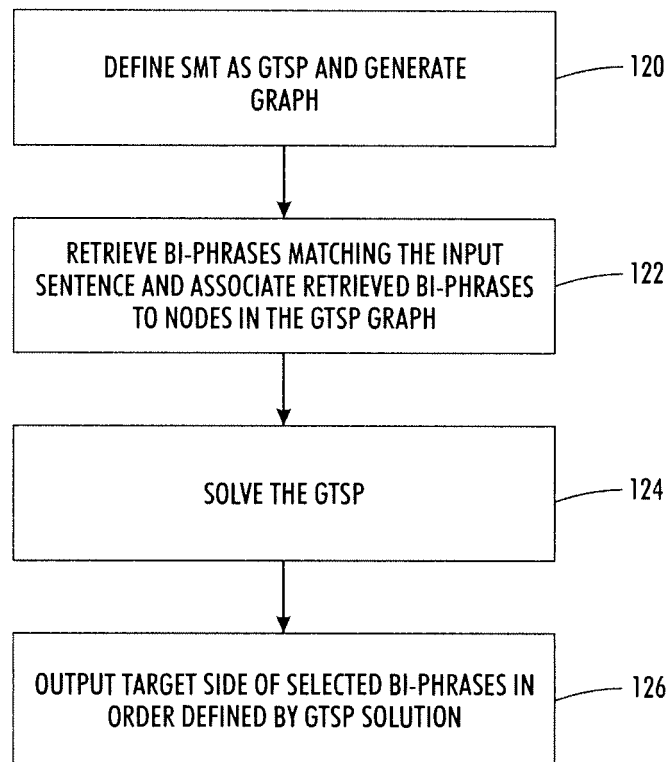 DEFINE SMT AS GTSP AND GENERATE
GRAPH
120
RETRIEVE BI-PHRASES MATCHING THE INPUT
SENTENCE AND ASSOCIATE RETRIEVED BI-PHRASES
TO NODES IN THE GTSP GRAPH
122
SOLVE THE GTSP
124
OUTPUT TARGET SIDE OF SELECTED BI-PHRASES IN
ORDER DEFINED BY GTSP SOLUTION
126